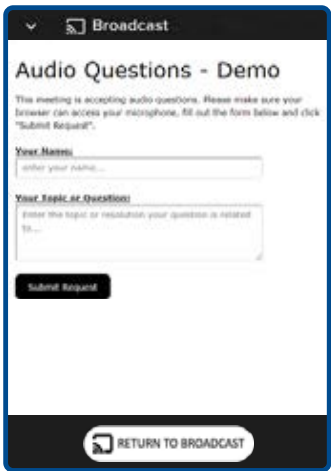 Broadcast
Audio Questions - Demo
This meeting is accepting audio questions. Please make sure your
browser can access your microphone, fill out the form below and click
"Submit Request".
Your Name:
enter your name...
Your Topic or Question:
Enter the topic or resolution your question is related
to...
Submit Request
RETURN TO BROADCAST